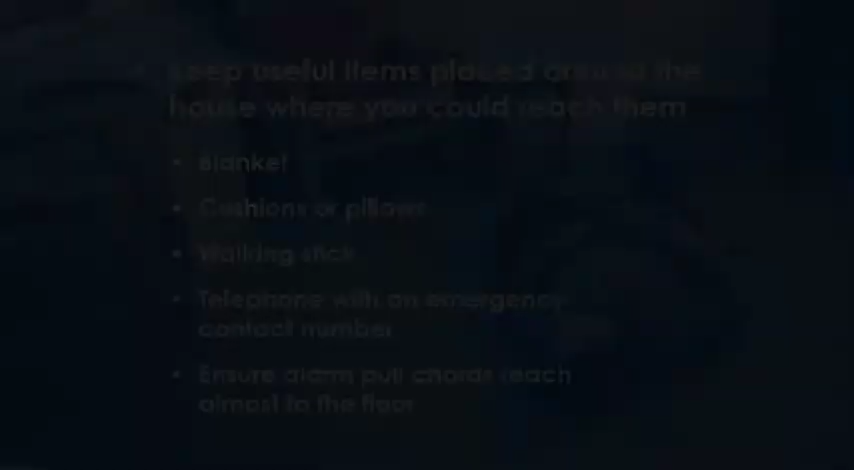 Keep useful items placed around the
house where you could reach them
• Blanket
• Cushions or pillows
• Walking stick
• Telephone with an emergency
contact number
• Ensure alarm pull chords reach
almost to the floor